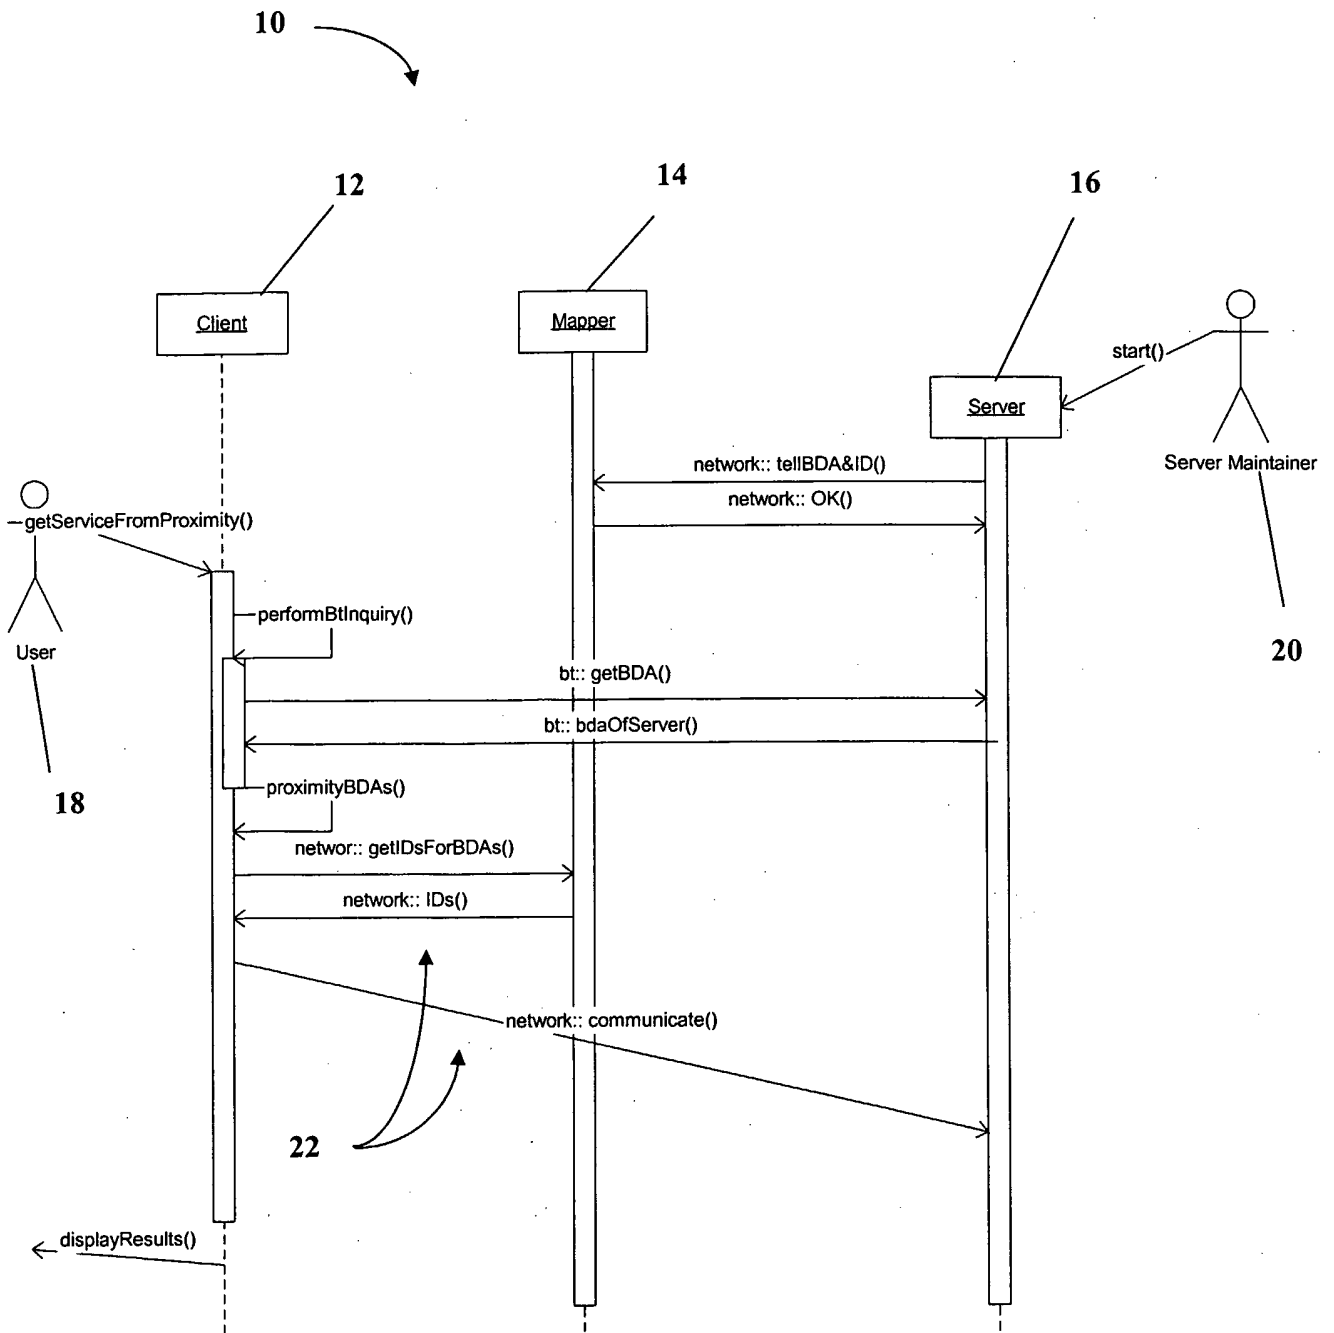 10
12
14
16
Client
Mapper
Server
start()
Server Maintainer
network:: tellBDA&ID()
network:: OK()
getServiceFromProximity()
performBtInquiry()
User
20
bt:: getBDA()
bt:: bdaOfServer()
18
proximityBDAs()
networ:: getIDsForBDAs()
network:: IDs()
network:: communicate()
22
displayResults()